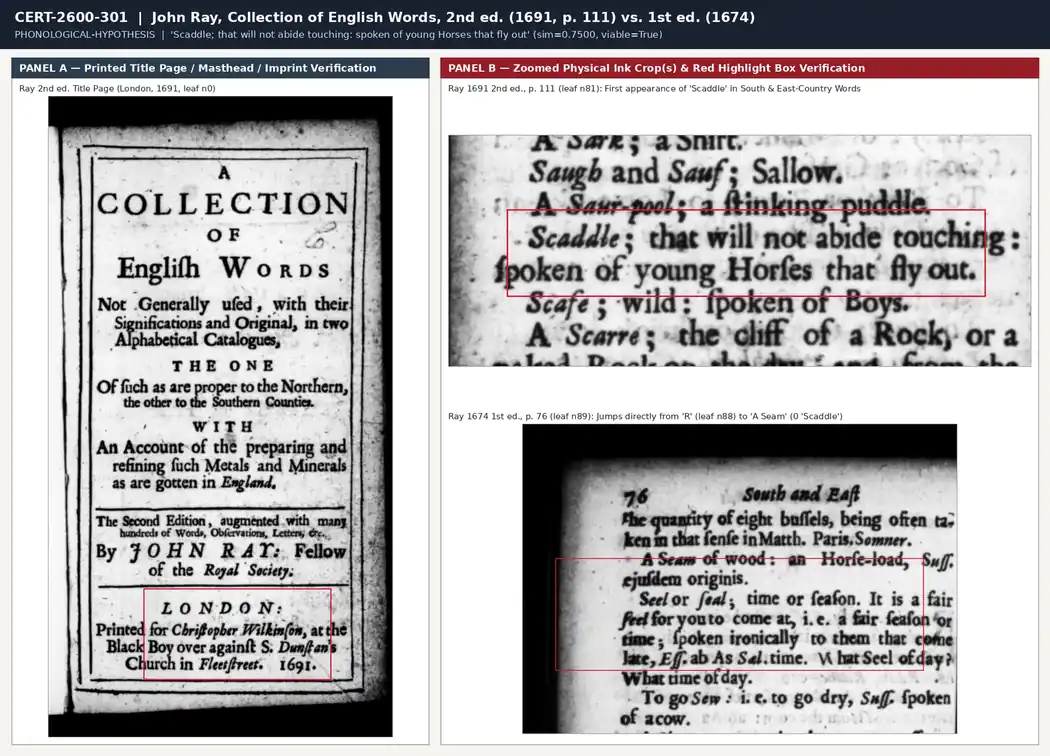 CERT-2600-301 | John Ray, Collection of English Words, 2nd ed. (1691, p. 111) vs. 1st ed. (1674)
PHONOLOGICAL-HYPOTHESIS | 'Scaddle; that will not abide touching: spoken of young Horses that fly out' (sim=0.7500, viable=True)
PANEL A — Printed Title Page / Masthead / Imprint Verification
Ray 2nd ed. Title Page (London, 1691, leaf n0)
A
COLLECTION
OF
Engliſh WORDS
Not Generally uſed, with their
Significations and Original, in two
Alphabetical Catalogues,
THE ONE
Of ſuch as are proper to the Northern,
the other to the Southern Counties.
WITH
An Account of the preparing and
refining ſuch Metals and Minerals
as are gotten in England.
The Second Edition, augmented with many
hundreds of Words, Obſervations, Letters, &c.
By JOHN RAY: Fellow
of the Royal Society.
LONDON:
Printed for Chriſtopher Wilkinſon, at the
Black Boy over againſt S. Dunſtan's
Church in Fleetſtreet. 1691.
PANEL B — Zoomed Physical Ink Crop(s) & Red Highlight Box Verification
Ray 1691 2nd ed., p. 111 (leaf n81): First appearance of 'Scaddle' in South & East-Country Words
A Sark; a Shirt.
Saugh and Sauf; Sallow.
A Saur-pool; a ſtinking puddle.
Scaddle; that will not abide touching:
ſpoken of young Horſes that fly out.
Scafe; wild: ſpoken of Boys.
A Scarre; the cliff of a Rock, or a
naked Rock on the dry and from the
Ray 1674 1st ed., p. 76 (leaf n89): Jumps directly from 'R' (leaf n88) to 'A Seam' (0 'Scaddle')
76 South and Eaſt
the quantity of eight buſſels, being often ta-
ken in that ſenſe in Matth. Paris. Somner.
A Seam of wood: an Horſe-load, Suff.
ejuſdem originis.
Seel or ſeal; time or ſeaſon. It is a fair
ſeel for you to come at, i.e. a fair ſeaſon or
time; ſpoken ironically to them that come
late, Eſſ. ab As Sel. time. What Seel of day?
What time of day.
To go Sew: i.e. to go dry, Suff. ſpoken
of a cow.